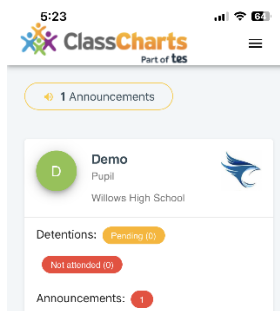 5:23
64
ClassCharts
Part of tes
1 Announcements
D
Demo
Pupil
Willows High School
Detentions: Pending (0)
Not attended (0)
Announcements: 1